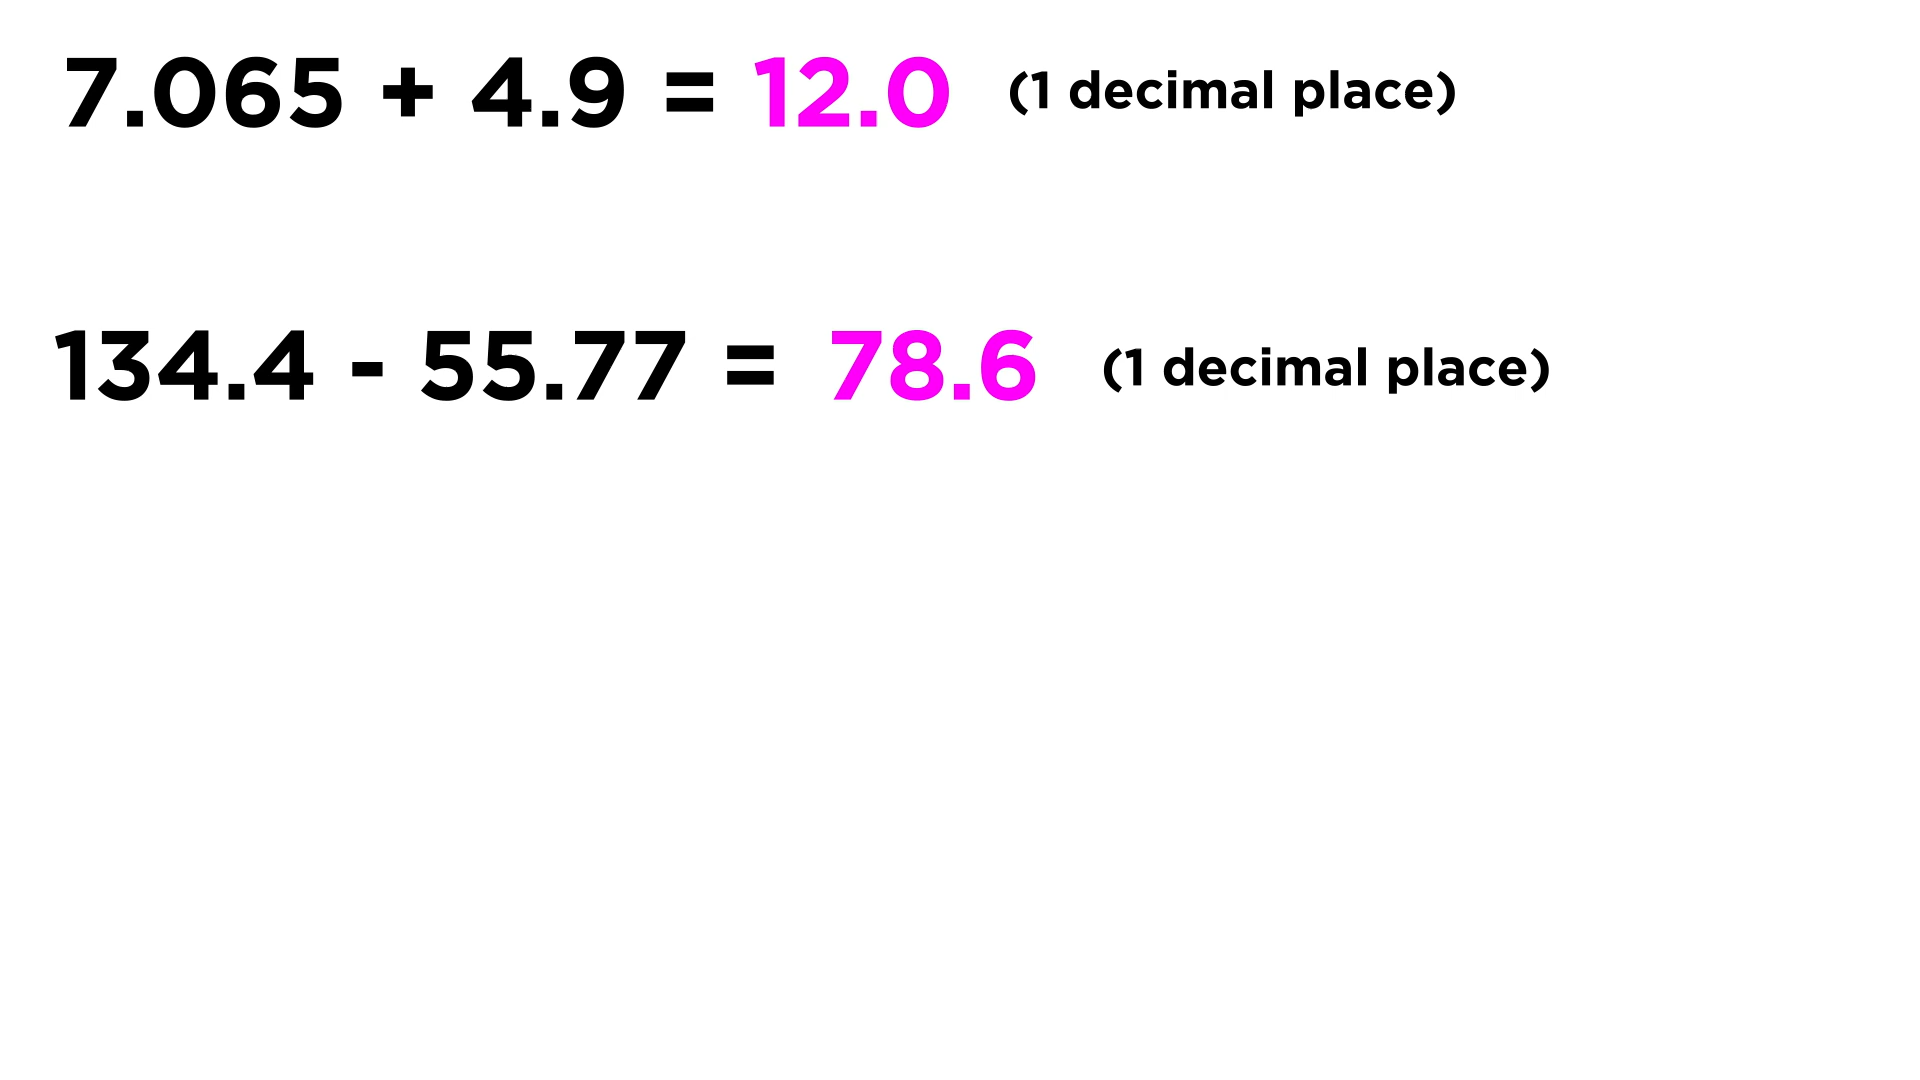 7.065 + 4.9 = 12.0 (1 decimal place)
134.4 - 55.77 = 78.6 (1 decimal place)